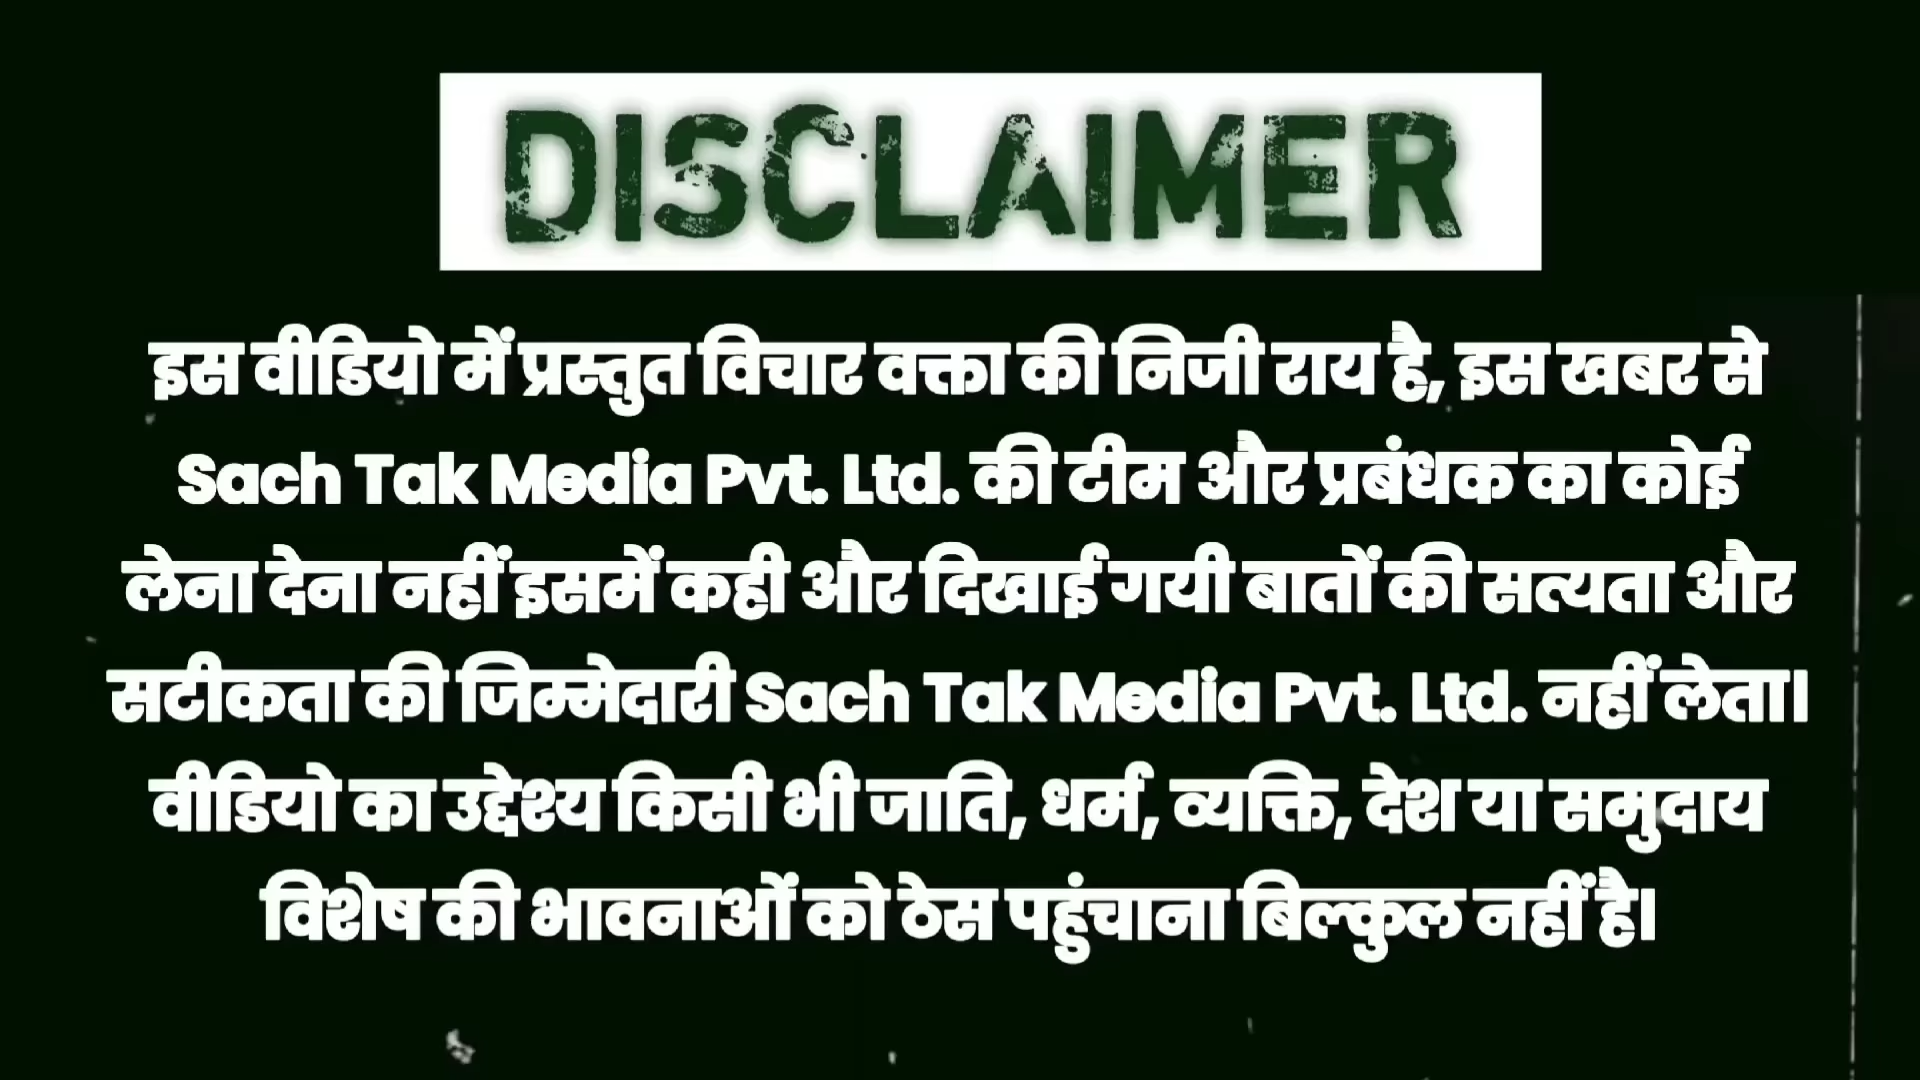 DISCLAIMER
इस वीडियो में प्रस्तुत विचार वक्ता की निजी राय है, इस खबर से
Sach Tak Media Pvt. Ltd. की टीम और प्रबंधक का कोई
लेना देना नहीं इसमें कही और दिखाई गयी बातों की सत्यता और
सटीकता की जिम्मेदारी Sach Tak Media Pvt. Ltd. नहीं लेता।
वीडियो का उद्देश्य किसी भी जाति, धर्म, व्यक्ति, देश या समुदाय
विशेष की भावनाओं को ठेस पहुंचाना बिल्कुल नहीं है।